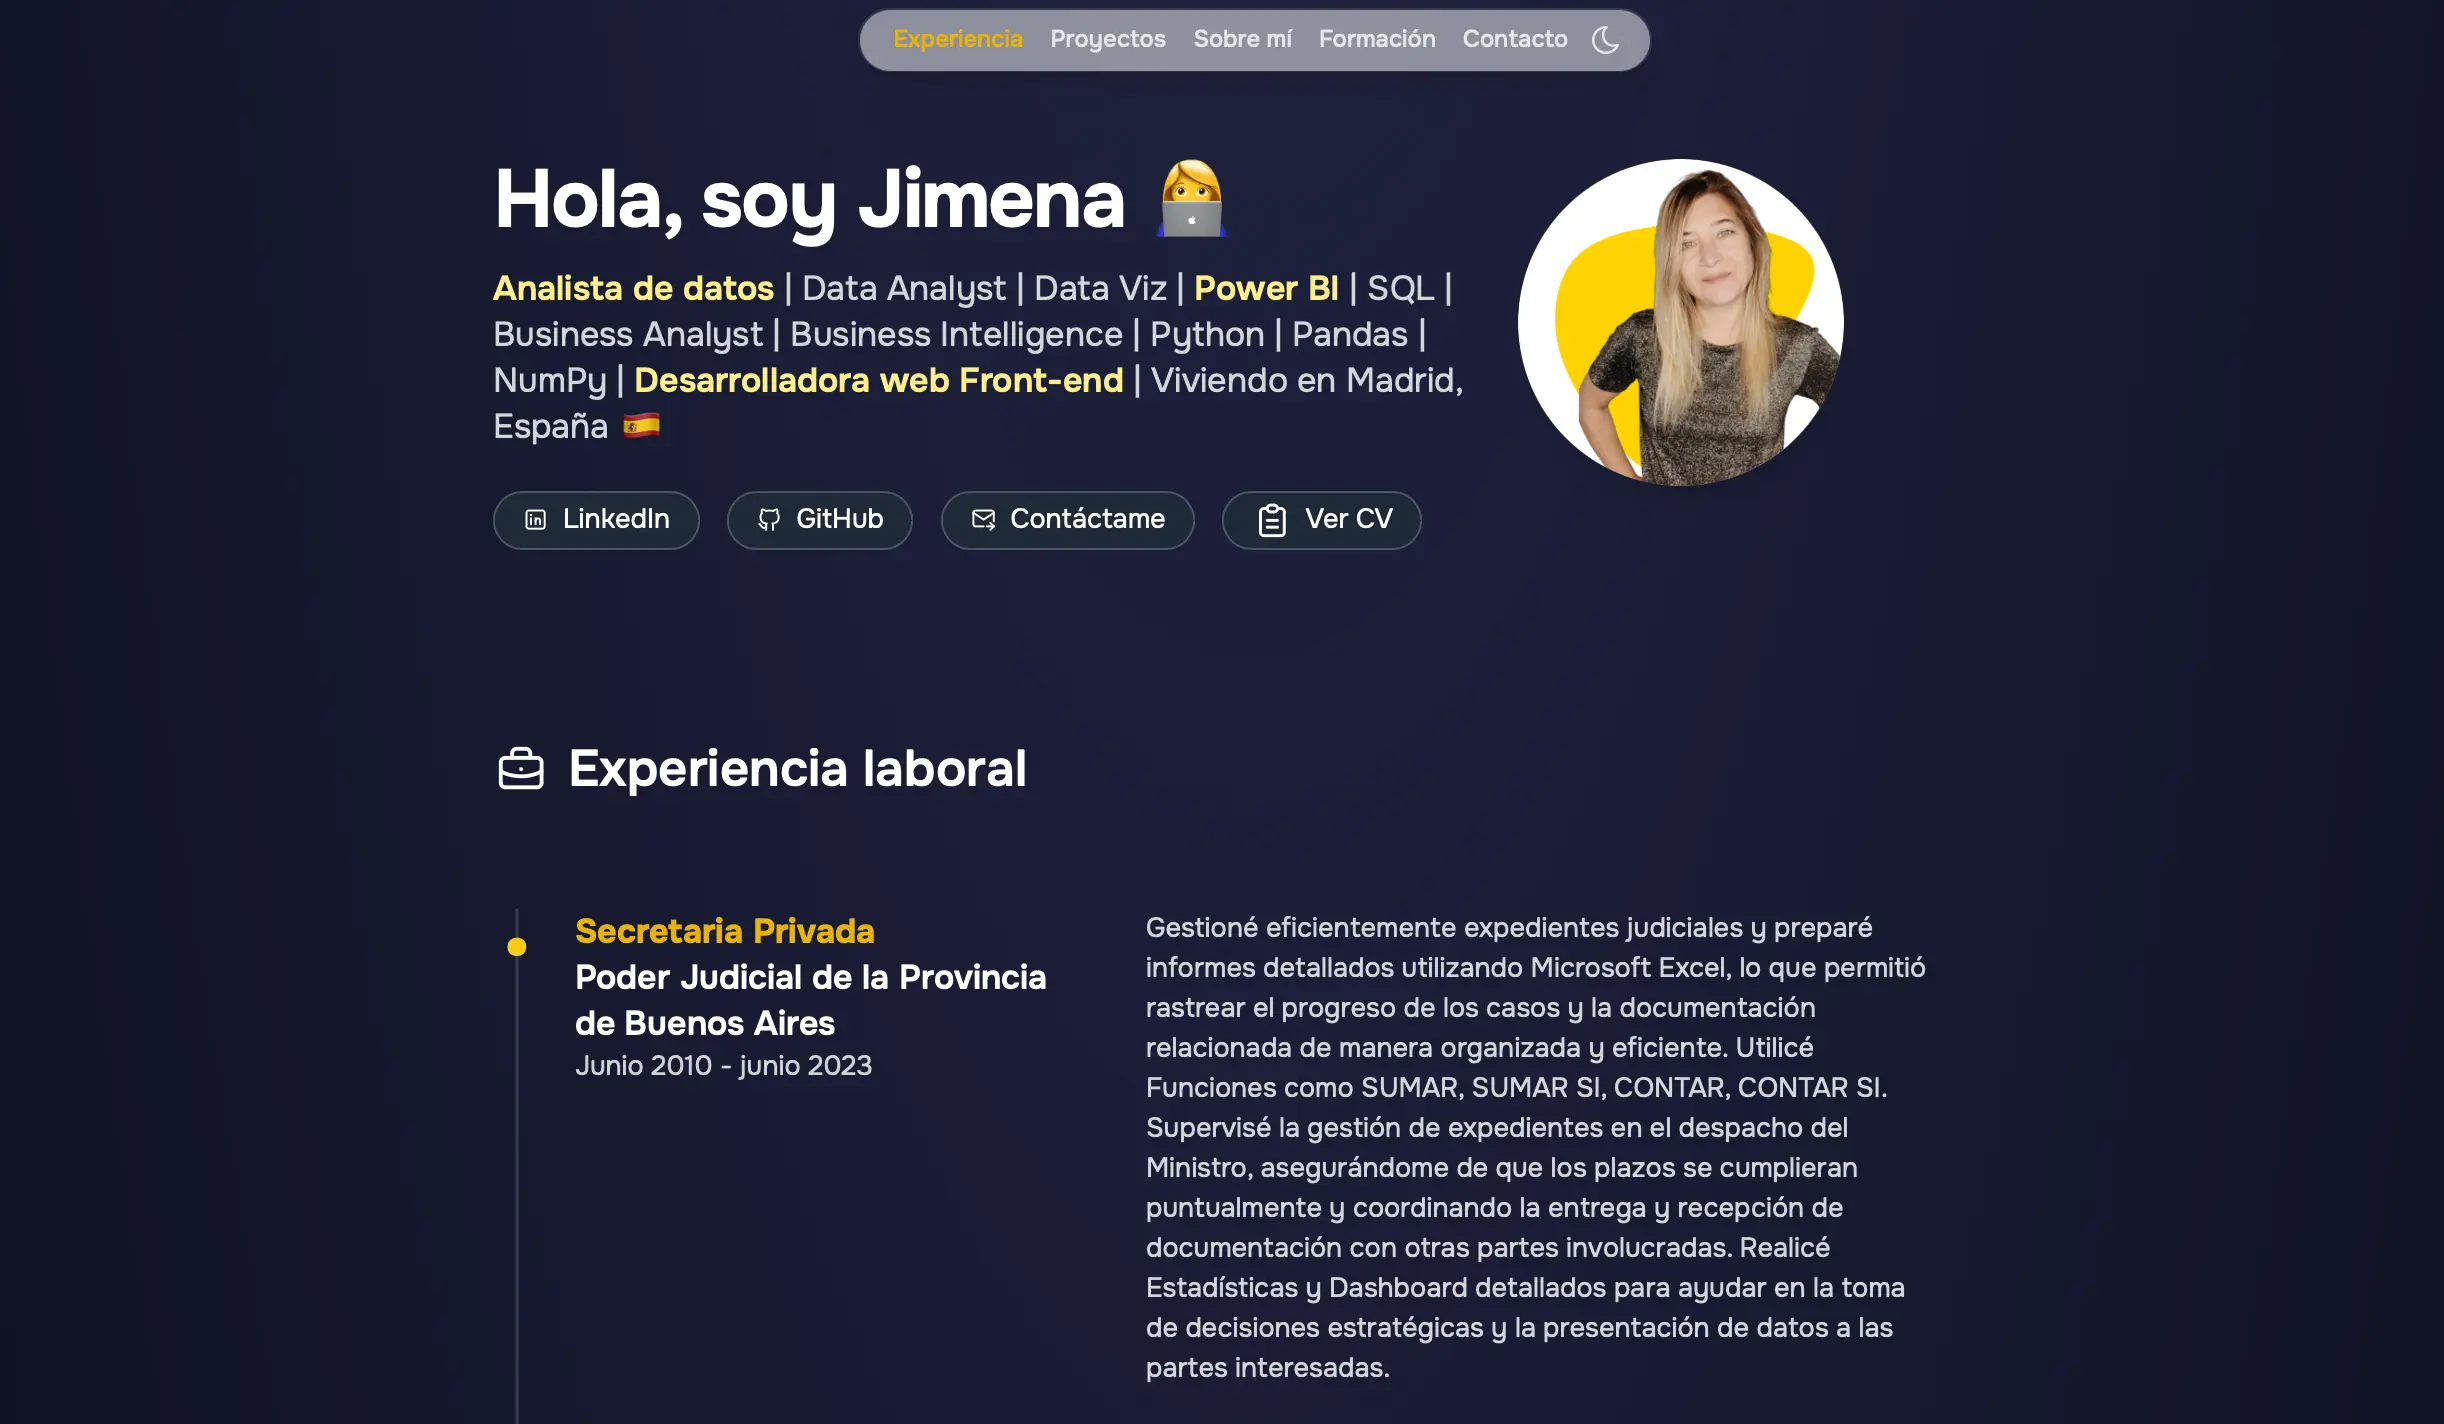 Experiencia Proyectos Sobre mí Formación Contacto
Hola, soy Jimena
Analista de datos | Data Analyst | Data Viz | Power BI | SQL |
Business Analyst | Business Intelligence | Python | Pandas |
NumPy | Desarrolladora web Front-end | Viviendo en Madrid,
España 🇪🇸
LinkedIn GitHub Contáctame Ver CV
Experiencia laboral
Secretaria Privada
Poder Judicial de la Provincia
de Buenos Aires
Junio 2010 - junio 2023
Gestioné eficientemente expedientes judiciales y preparé
informes detallados utilizando Microsoft Excel, lo que permitió
rastrear el progreso de los casos y la documentación
relacionada de manera organizada y eficiente. Utilicé
Funciones como SUMAR, SUMAR SI, CONTAR, CONTAR SI.
Supervisé la gestión de expedientes en el despacho del
Ministro, asegurándome de que los plazos se cumplieran
puntualmente y coordinando la entrega y recepción de
documentación con otras partes involucradas. Realicé
Estadísticas y Dashboard detallados para ayudar en la toma
de decisiones estratégicas y la presentación de datos a las
partes interesadas.